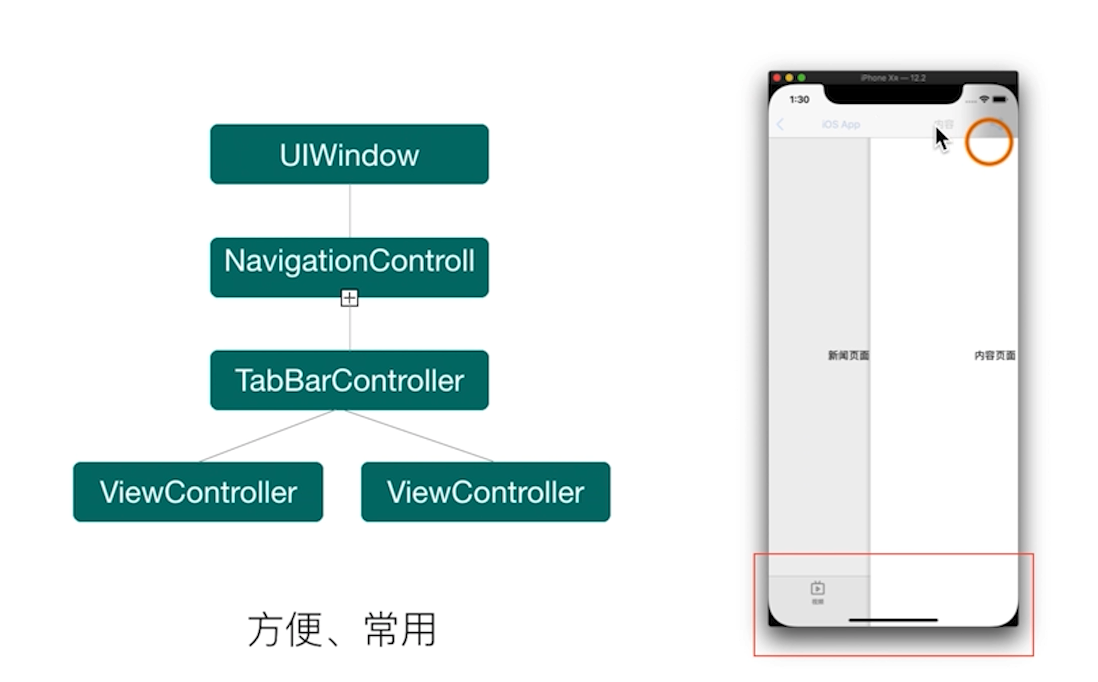 UIWindow
NavigationControll
TabBarController
ViewController
ViewController
方便、常用
iPhone Xʀ — 12.2
1:30
iOS App
内容
新闻页面
内容页面
视频